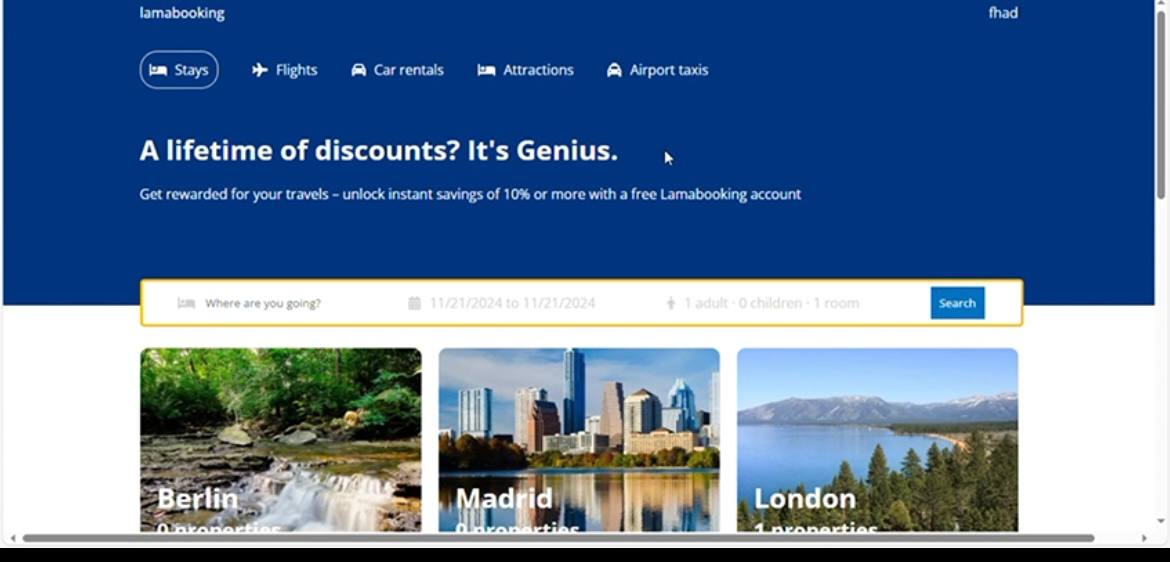 lamabooking fhad
Stays Flights Car rentals Attractions Airport taxis
A lifetime of discounts? It's Genius.
Get rewarded for your travels – unlock instant savings of 10% or more with a free Lamabooking account
Where are you going? 11/21/2024 to 11/21/2024 1 adult · 0 children · 1 room Search
Berlin Madrid London
0 properties 0 properties 1 properties